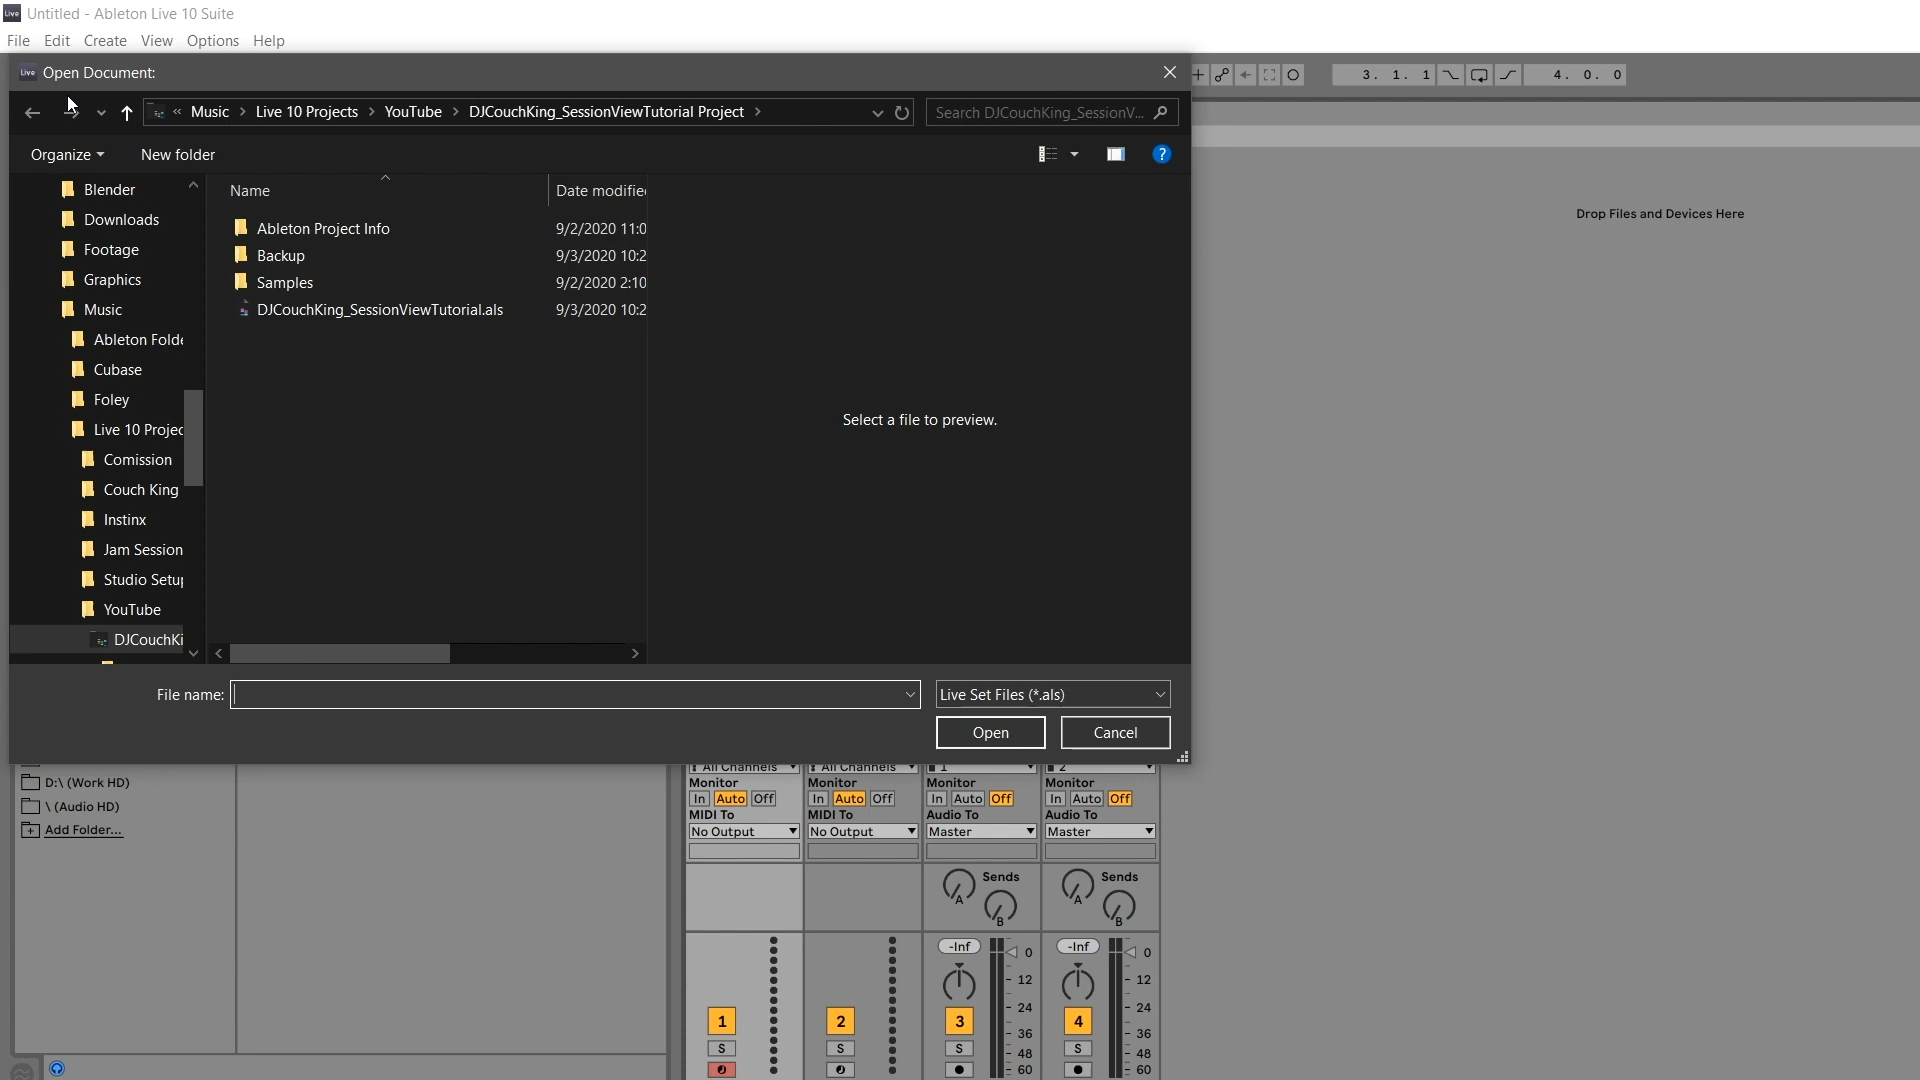 Live Untitled - Ableton Live 10 Suite
File Edit Create View Options Help
Live Open Document:
« Music > Live 10 Projects > YouTube > DJCouchKing_SessionViewTutorial Project >
Search DJCouchKing_SessionV...
3. 1. 1
4. 0. 0
Organize New folder
?
Drop Files and Devices Here
Name Date modifie
Ableton Project Info 9/2/2020 11:0
Backup 9/3/2020 10:2
Samples 9/2/2020 2:10
DJCouchKing_SessionViewTutorial.als 9/3/2020 10:2
Blender
Downloads
Footage
Graphics
Music
Ableton Folde
Cubase
Foley
Live 10 Projec
Comission
Couch King
Instinx
Jam Session
Studio Setup
YouTube
DJCouchKi
Select a file to preview.
File name:
Live Set Files (*.als)
Open Cancel
D:\ (Work HD)
\ (Audio HD)
Add Folder...
All Channels All Channels 1 2
Monitor Monitor Monitor Monitor
In Auto Off In Auto Off In Auto Off In Auto Off
MIDI To MIDI To Audio To Audio To
No Output No Output Master Master
Sends Sends
A A
B B
-Inf -Inf
0 0
12 12
24 24
1 2 3 4
36 36
S S S S
48 48
60 60